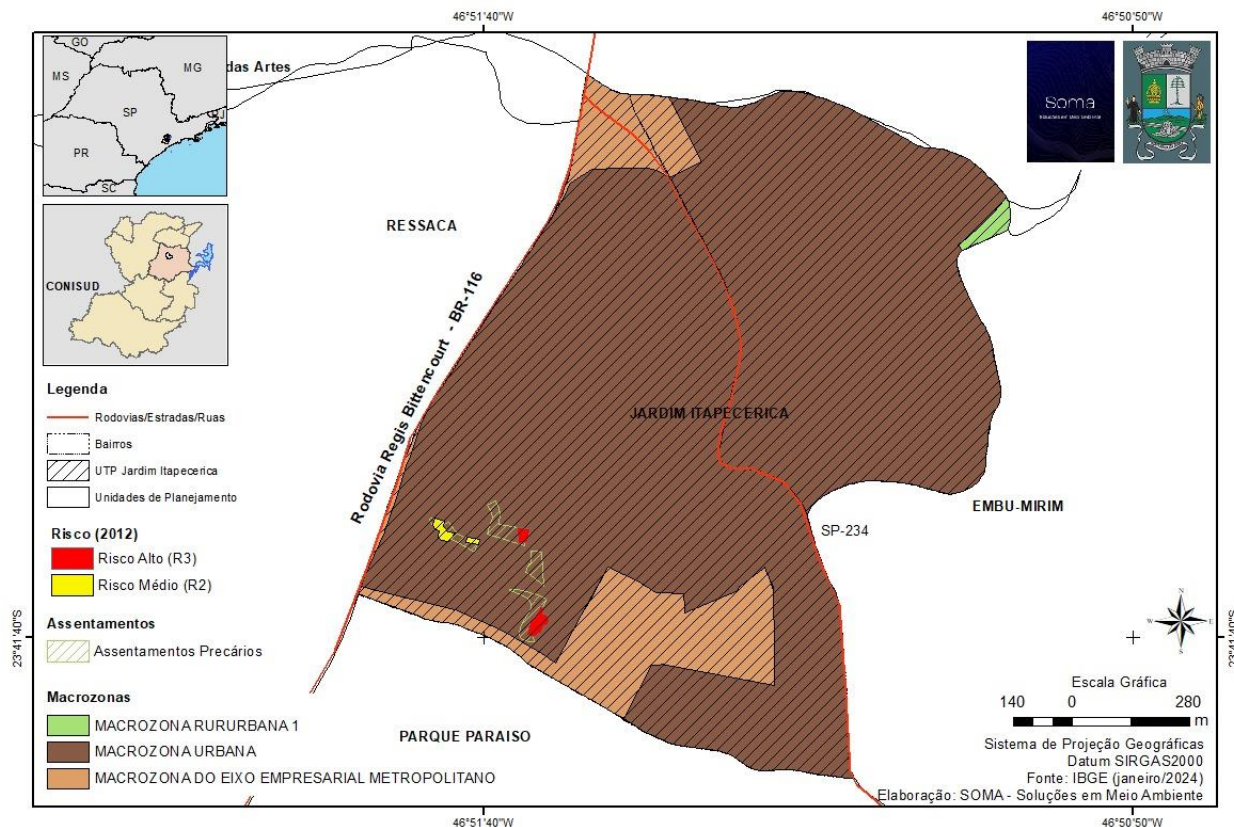 46°51'40"W
46°50'50"W
GO
MG
MS
SP
RJ
PR
SC
das Artes
Soma
RESSACA
CONISUD
Rodovia Regis Bittencourt - BR-116
JARDIM ITAPECERICA
EMBU-MIRIM
SP-234
PARQUE PARAISO
Legenda
Rodovias/Estradas/Ruas
Bairros
UTP Jardim Itapecerica
Unidades de Planejamento
Risco (2012)
Risco Alto (R3)
Risco Médio (R2)
Assentamentos
Assentamentos Precários
Macrozonas
MACROZONA RURURBANA 1
MACROZONA URBANA
MACROZONA DO EIXO EMPRESARIAL METROPOLITANO
23°41'40"S
23°41'40"S
N
W
E
S
Escala Gráfica
140 0 280
m
Sistema de Projeção Geográficas
Datum SIRGAS2000
Fonte: IBGE (janeiro/2024)
Elaboração: SOMA - Soluções em Meio Ambiente
46°51'40"W
46°50'50"W